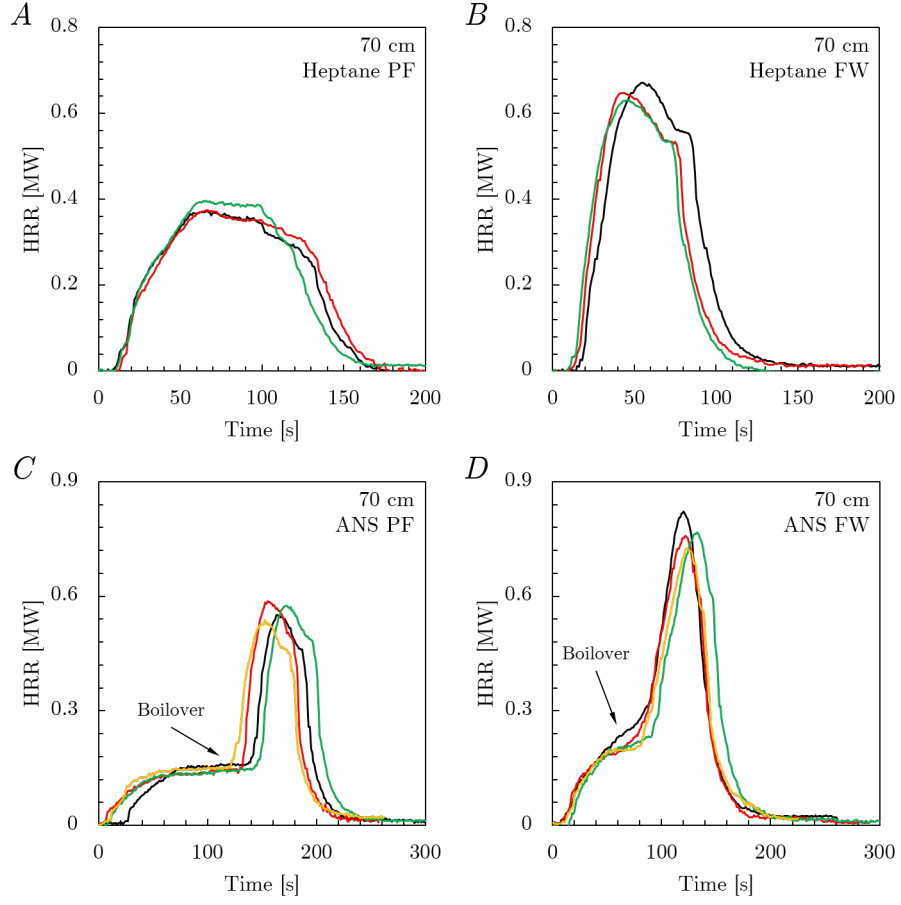 A
70 cm
Heptane PF
HRR [MW]
0.8
0.6
0.4
0.2
0
0 50 100 150 200
Time [s]
B
70 cm
Heptane FW
HRR [MW]
0.8
0.6
0.4
0.2
0
0 50 100 150 200
Time [s]
C
70 cm
ANS PF
HRR [MW]
0.9
0.6
0.3
0
Boilover
0 100 200 300
Time [s]
D
70 cm
ANS FW
HRR [MW]
0.9
0.6
0.3
0
Boilover
0 100 200 300
Time [s]